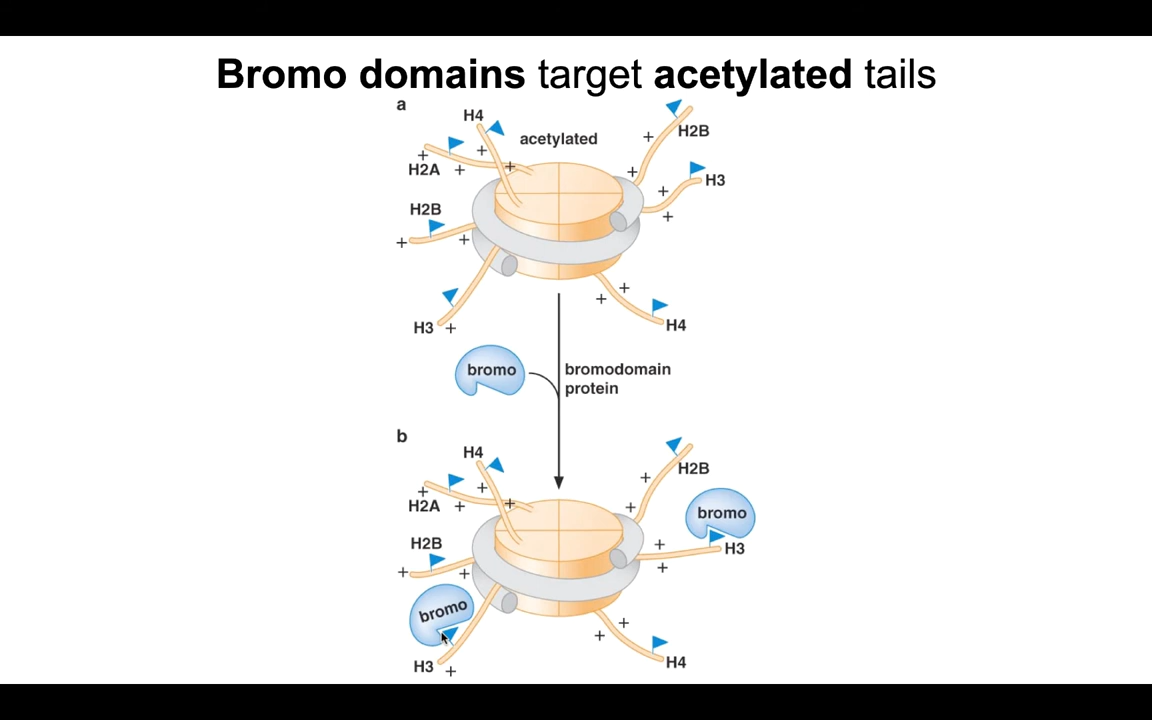 Bromo domains target acetylated tails
a
H4
acetylated
H2B
+
+
+
H2A
+
+
+
H3
+
H2B
+
+
+
+
+
+
H3
+
H4
bromo
bromodomain
protein
b
H4
H2B
+
+
+
H2A
+
+
+
bromo
H2B
+
H3
+
+
+
bromo
+
+
H3
+
H4